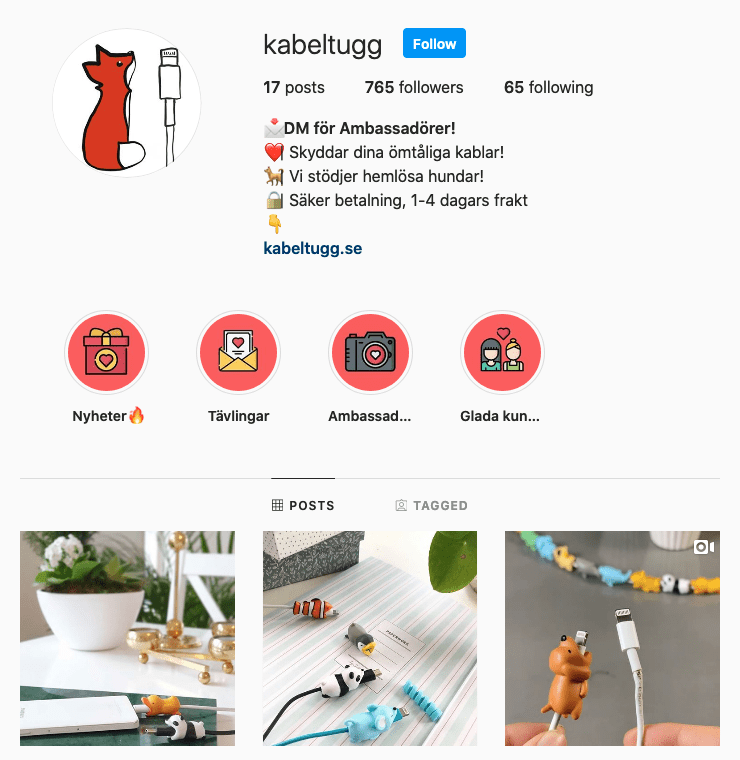 kabeltugg
Follow
17 posts
765 followers
65 following
💌DM för Ambassadörer!
❤️ Skyddar dina ömtåliga kablar!
🐕 Vi stödjer hemlösa hundar!
🔒 Säker betalning, 1-4 dagars frakt
👇
kabeltugg.se
Nyheter🔥
Tävlingar
Ambassad...
Glada kun...
POSTS
TAGGED